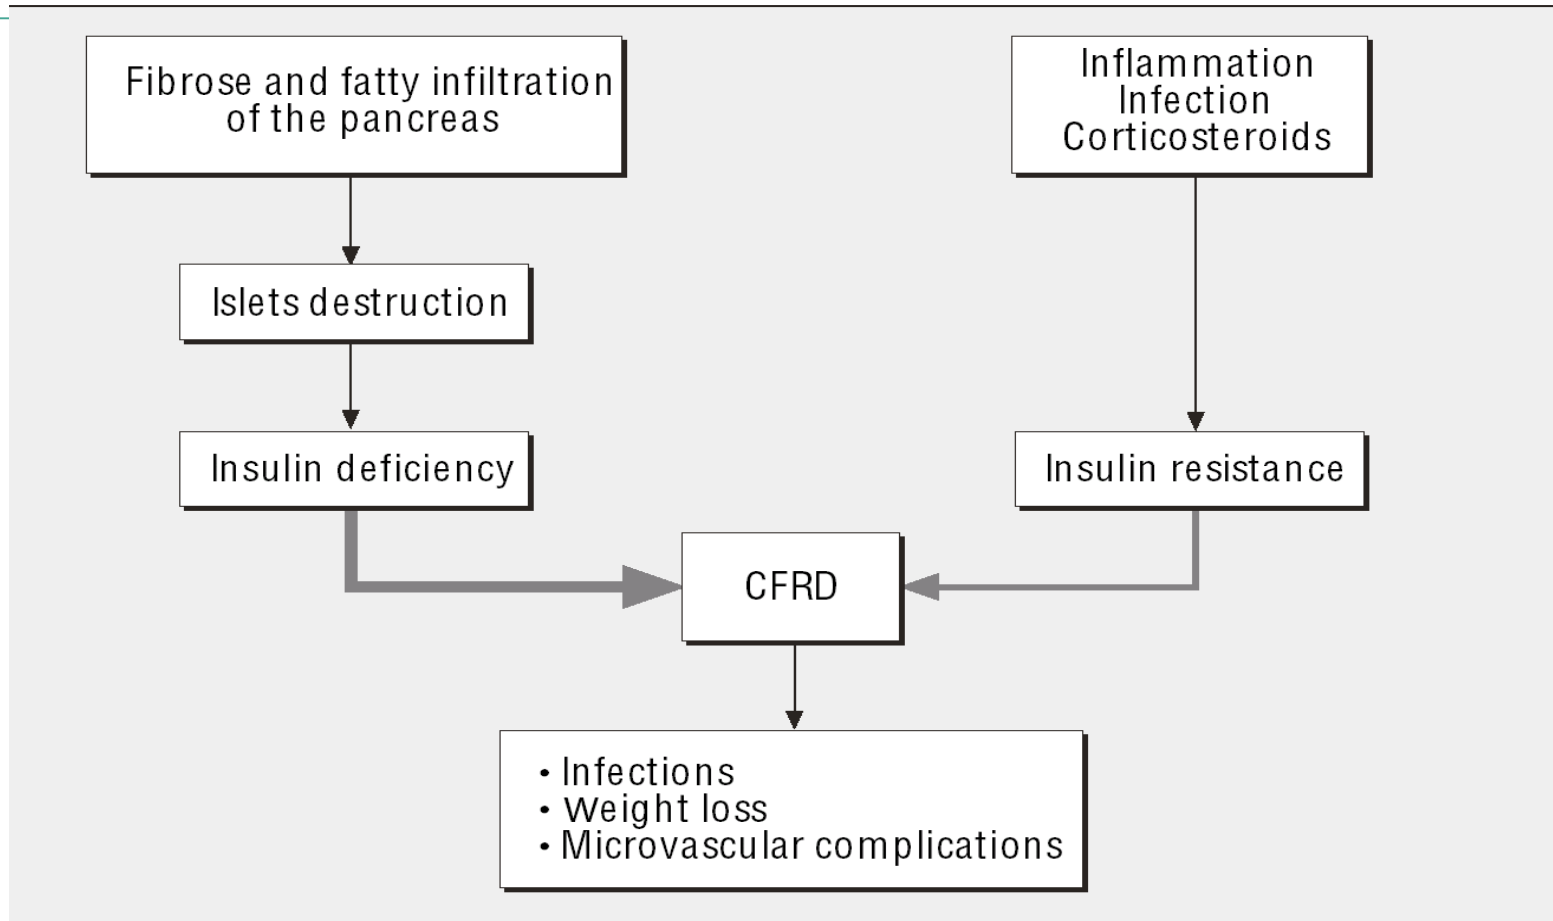 Fibrose and fatty infiltration
of the pancreas
Inflammation
Infection
Corticosteroids
Islets destruction
Insulin deficiency
Insulin resistance
CFRD
• Infections
• Weight loss
• Microvascular complications